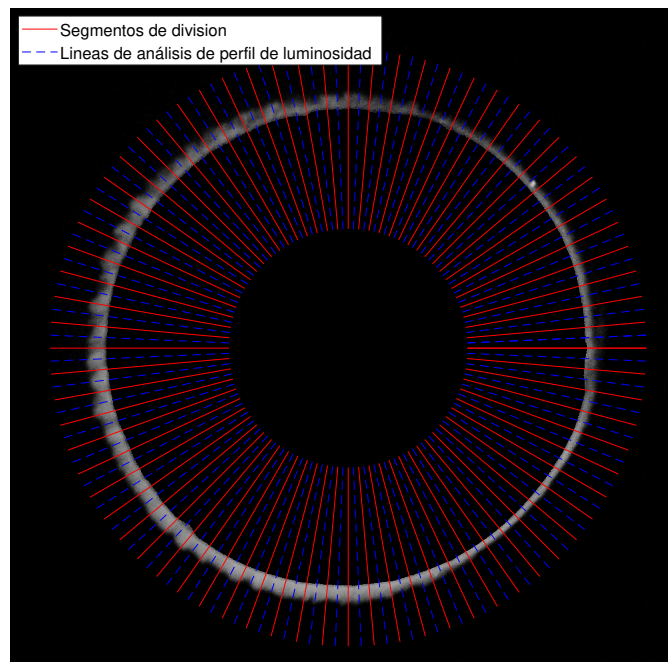 Segmentos de division
Lineas de análisis de perfil de luminosidad